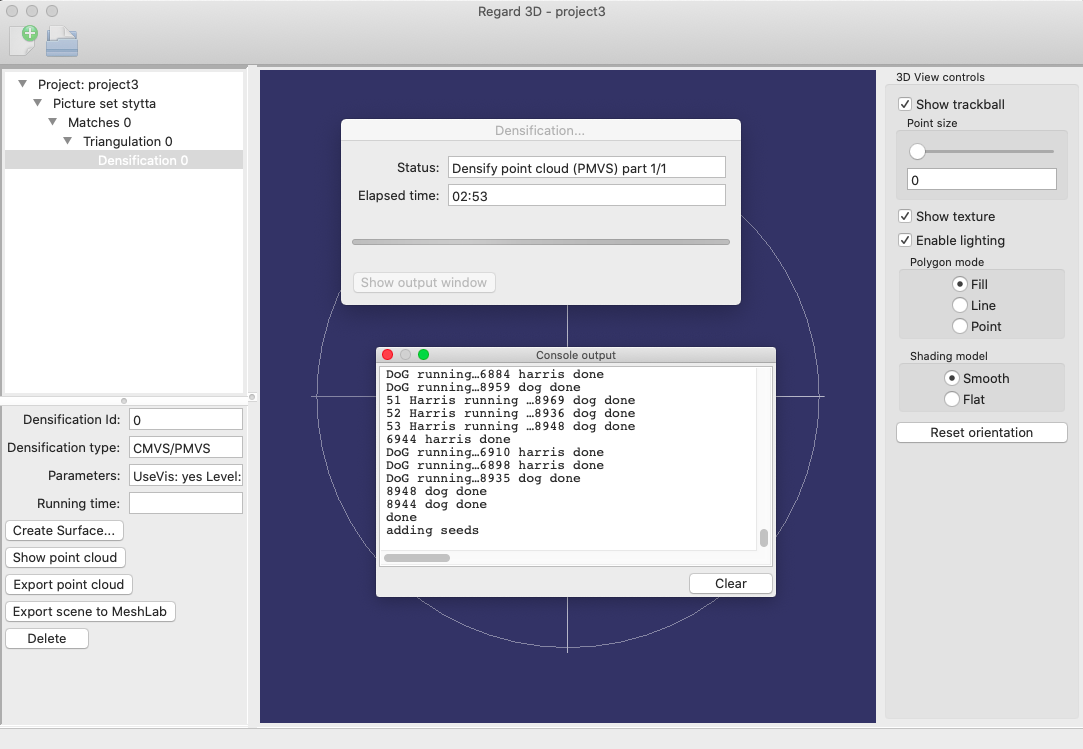 Regard 3D - project3
Project: project3
Picture set stytta
Matches 0
Triangulation 0
Densification 0
Densification Id: 0
Densification type: CMVS/PMVS
Parameters: UseVis: yes Level:
Running time:
Create Surface...
Show point cloud
Export point cloud
Export scene to MeshLab
Delete
Densification...
Status: Densify point cloud (PMVS) part 1/1
Elapsed time: 02:53
Show output window
Console output
DoG running…6884 harris done
DoG running…8959 dog done
51 Harris running …8969 dog done
52 Harris running …8936 dog done
53 Harris running …8948 dog done
6944 harris done
DoG running…6910 harris done
DoG running…6898 harris done
DoG running…8935 dog done
8948 dog done
8944 dog done
done
adding seeds
Clear
3D View controls
Show trackball
Point size
0
Show texture
Enable lighting
Polygon mode
Fill
Line
Point
Shading model
Smooth
Flat
Reset orientation